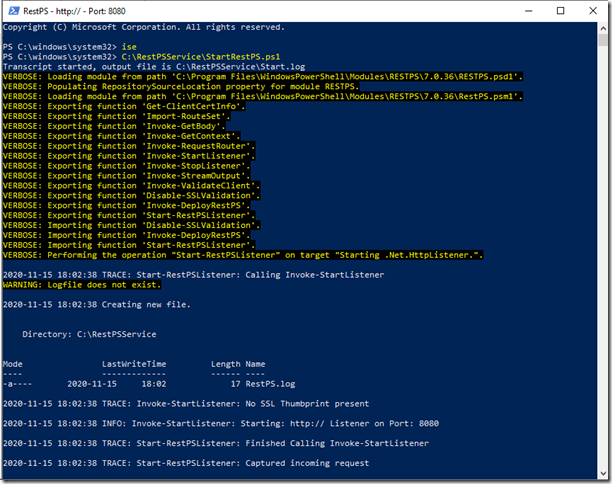 RestPS - http:// - Port: 8080
Copyright (C) Microsoft Corporation. All rights reserved.
PS C:\windows\system32> ise
PS C:\windows\system32> C:\RestPSService\StartRestPS.ps1
Transcript started, output file is C:\RestPSService\Start.log
VERBOSE: Loading module from path 'C:\Program Files\WindowsPowerShell\Modules\RESTPS\7.0.36\RESTPS.psd1'.
VERBOSE: Populating RepositorySourceLocation property for module RESTPS.
VERBOSE: Loading module from path 'C:\Program Files\WindowsPowerShell\Modules\RESTPS\7.0.36\RESTPS.psm1'.
VERBOSE: Exporting function 'Get-ClientCertInfo'.
VERBOSE: Exporting function 'Import-RouteSet'.
VERBOSE: Exporting function 'Invoke-GetBody'.
VERBOSE: Exporting function 'Invoke-GetContext'.
VERBOSE: Exporting function 'Invoke-RequestRouter'.
VERBOSE: Exporting function 'Invoke-StartListener'.
VERBOSE: Exporting function 'Invoke-StopListener'.
VERBOSE: Exporting function 'Invoke-StreamOutput'.
VERBOSE: Exporting function 'Invoke-ValidateClient'.
VERBOSE: Exporting function 'Disable-SSLValidation'.
VERBOSE: Exporting function 'Invoke-DeployRestPS'.
VERBOSE: Exporting function 'Start-RestPSListener'.
VERBOSE: Importing function 'Disable-SSLValidation'.
VERBOSE: Importing function 'Invoke-DeployRestPS'.
VERBOSE: Importing function 'Start-RestPSListener'.
VERBOSE: Performing the operation "Start-RestPSListener" on target "Starting .Net.HttpListener.".
2020-11-15 18:02:38 TRACE: Start-RestPSListener: Calling Invoke-StartListener
WARNING: Logfile does not exist.
2020-11-15 18:02:38 Creating new file.
Directory: C:\RestPSService
Mode LastWriteTime Length Name
---- ------------- ------ ----
-a---- 2020-11-15 18:02 17 RestPS.log
2020-11-15 18:02:38 TRACE: Invoke-StartListener: No SSL Thumbprint present
2020-11-15 18:02:38 INFO: Invoke-StartListener: Starting: http:// Listener on Port: 8080
2020-11-15 18:02:38 TRACE: Start-RestPSListener: Finished Calling Invoke-StartListener
2020-11-15 18:02:38 TRACE: Start-RestPSListener: Captured incoming request